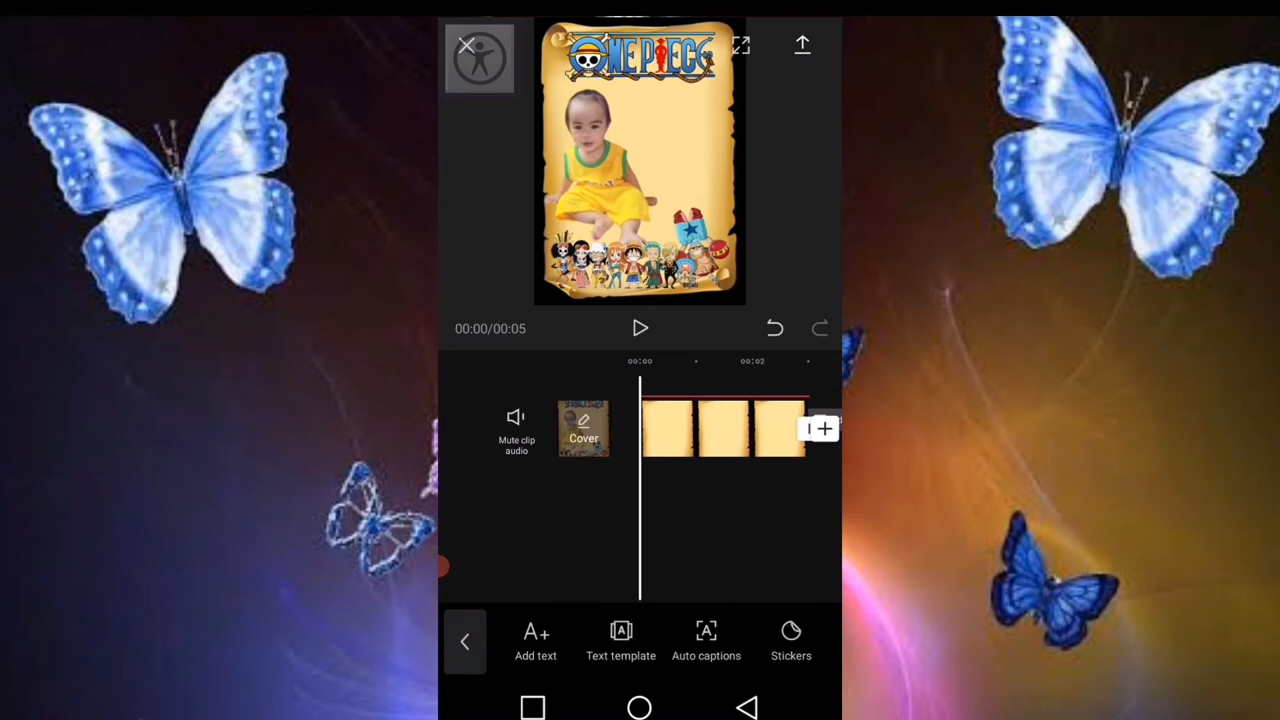 ONE PIECE
00:00/00:05
00:00
00:02
Mute clip
audio
Cover
Add text
Text template
Auto captions
Stickers